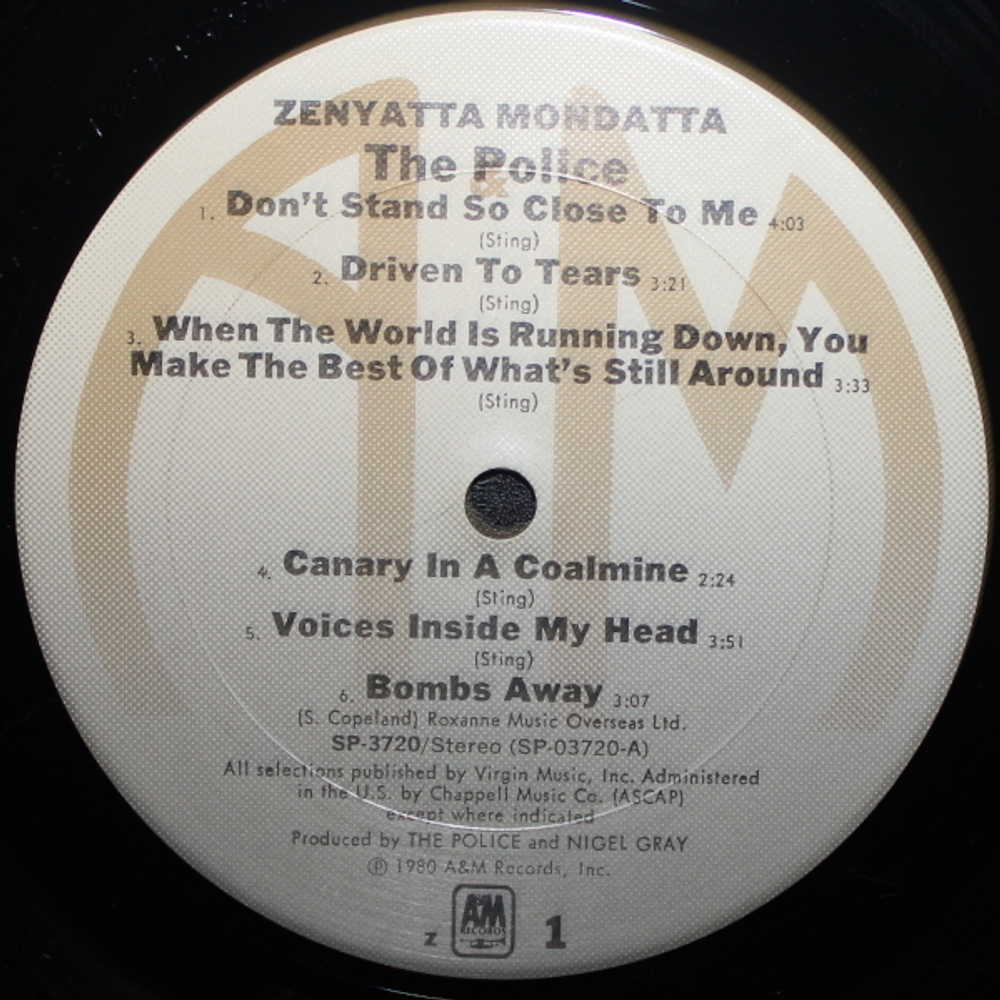 ZENYATTA MONDATTA
The Police
1. Don't Stand So Close To Me 4:03
(Sting)
2. Driven To Tears 3:21
(Sting)
3. When The World Is Running Down, You
Make The Best Of What's Still Around 3:33
(Sting)
4. Canary In A Coalmine 2:24
(Sting)
5. Voices Inside My Head 3:51
(Sting)
6. Bombs Away 3:07
(S. Copeland) Roxanne Music Overseas Ltd.
SP-3720/Stereo (SP-03720-A)
All selections published by Virgin Music, Inc. Administered
in the U.S. by Chappell Music Co. (ASCAP)
except where indicated
Produced by THE POLICE and NIGEL GRAY
℗ 1980 A&M Records, Inc.
z A&M RECORDS 1